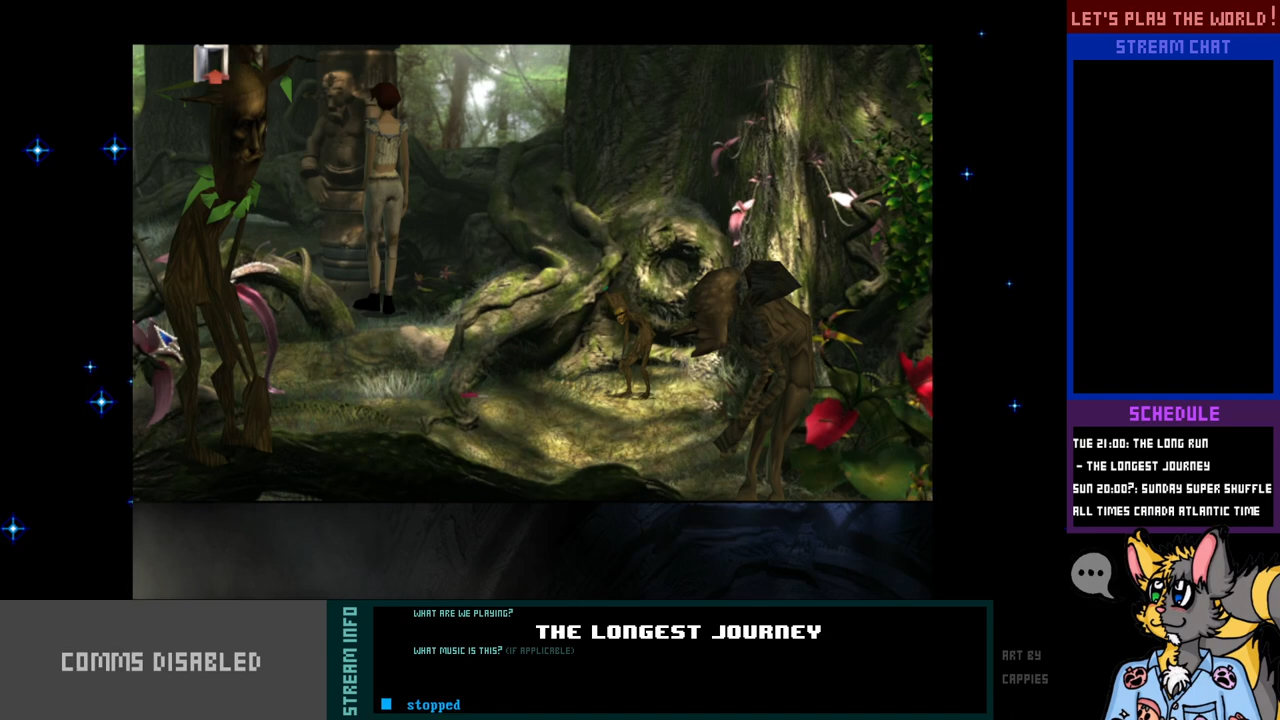 LET'S PLAY THE WORLD!
STREAM CHAT
SCHEDULE
TUE 21:00: THE LONG RUN
- THE LONGEST JOURNEY
SUN 20:00?: SUNDAY SUPER SHUFFLE
ALL TIMES CANADA ATLANTIC TIME
...
COMMS DISABLED
STREAM INFO
WHAT ARE WE PLAYING?
THE LONGEST JOURNEY
WHAT MUSIC IS THIS? (IF APPLICABLE)
stopped
ART BY
CAPPIES